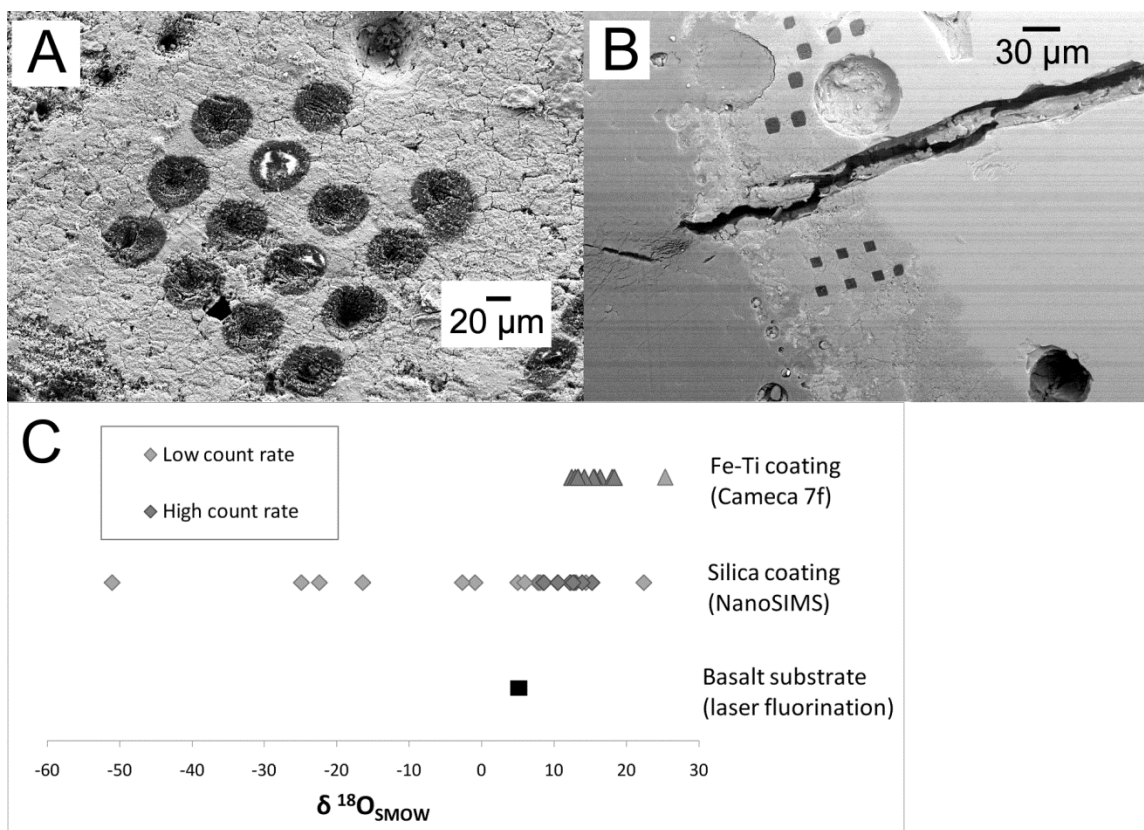 A
20 µm
B
30 µm
C
Low count rate
High count rate
Fe-Ti coating
(Cameca 7f)
Silica coating
(NanoSIMS)
Basalt substrate
(laser fluorination)
-60 -50 -40 -30 -20 -10 0 10 20 30
δ ¹⁸O_SMOW